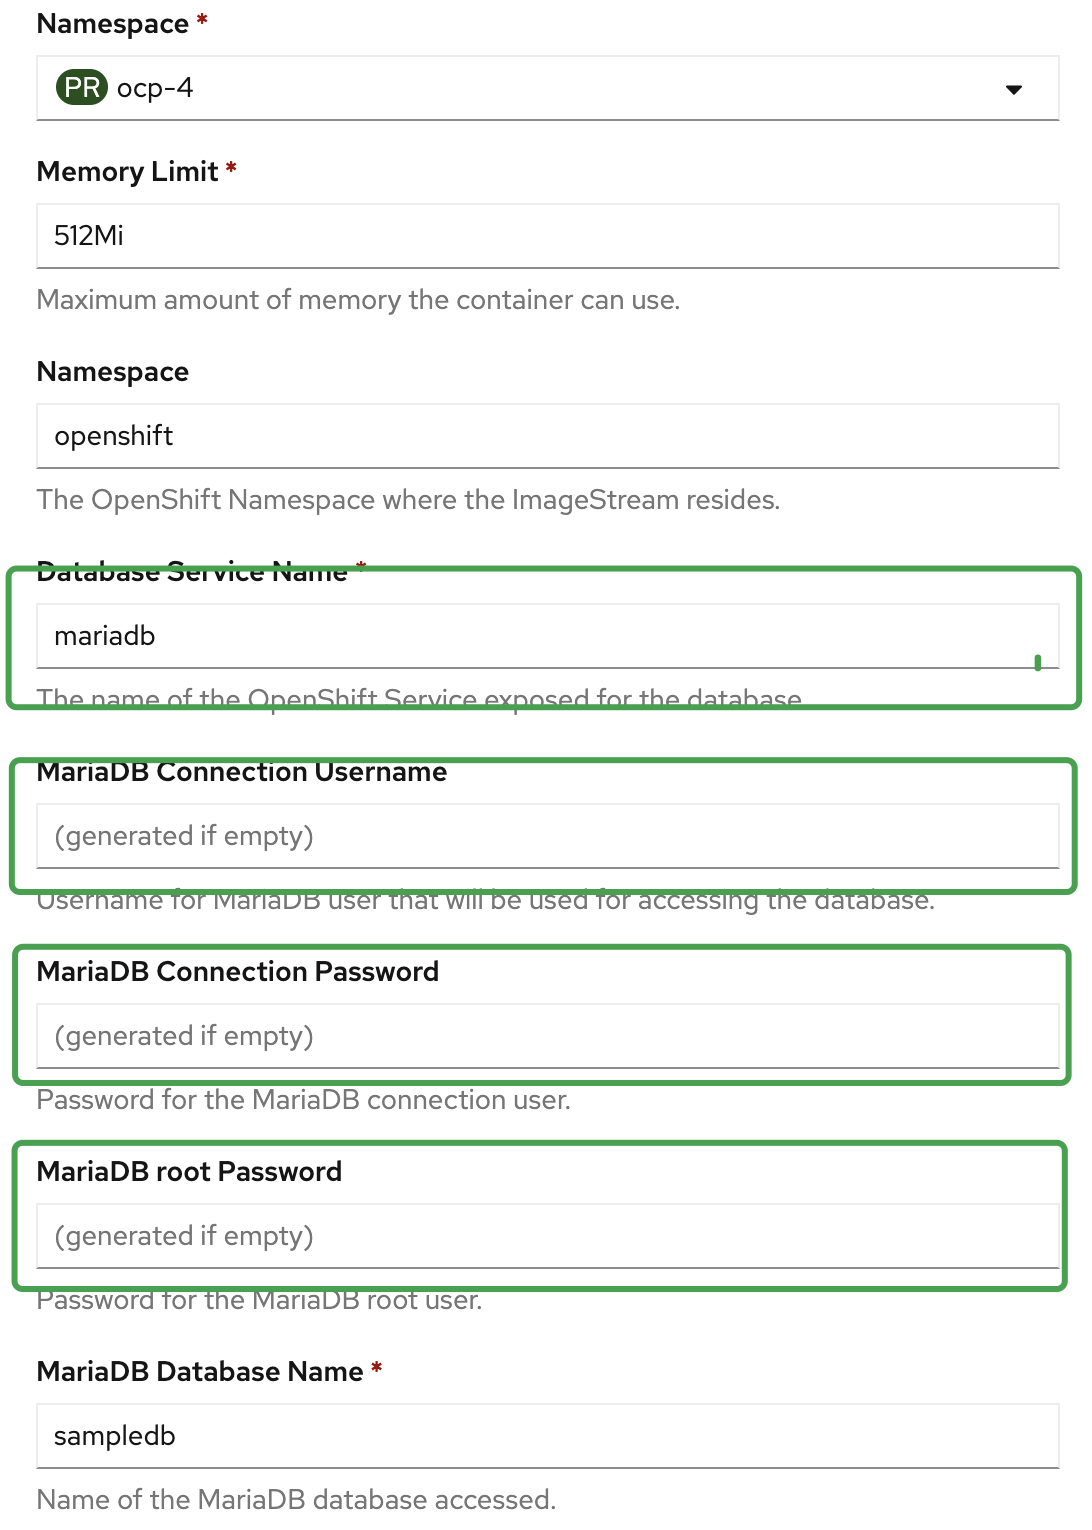 Namespace *
PR ocp-4
Memory Limit *
512Mi
Maximum amount of memory the container can use.
Namespace
openshift
The OpenShift Namespace where the ImageStream resides.
Database Service Name *
mariadb
The name of the OpenShift Service exposed for the database.
MariaDB Connection Username
(generated if empty)
Username for MariaDB user that will be used for accessing the database.
MariaDB Connection Password
(generated if empty)
Password for the MariaDB connection user.
MariaDB root Password
(generated if empty)
Password for the MariaDB root user.
MariaDB Database Name *
sampledb
Name of the MariaDB database accessed.